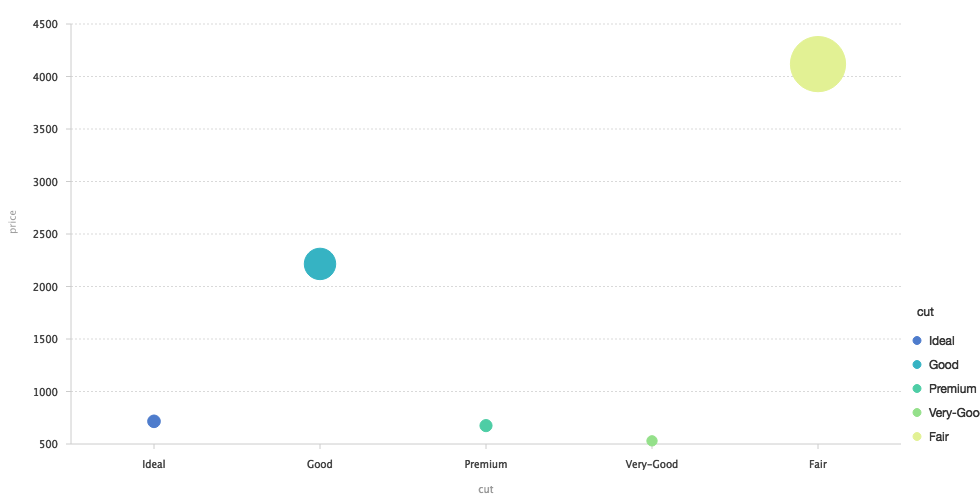 4500
4000
3500
3000
2500
2000
1500
1000
500
price
Ideal
Good
Premium
Very-Good
Fair
cut
cut
Ideal
Good
Premium
Very-Goo
Fair